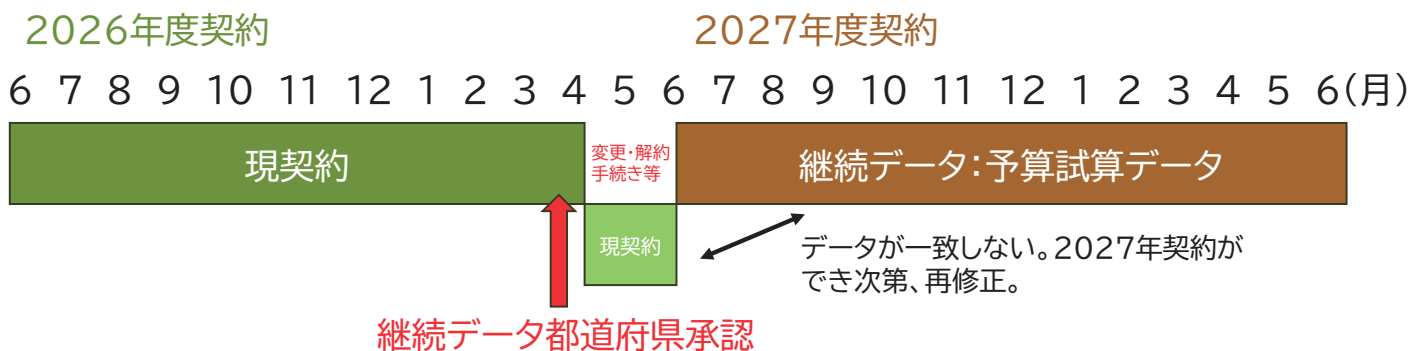 2026年度契約
2027年度契約
6 7 8 9 10 11 12 1 2 3 4 5 6 7 8 9 10 11 12 1 2 3 4 5 6(月)
現契約
変更・解約
手続き等
継続データ:予算試算データ
現契約
データが一致しない。2027年契約が
でき次第、再修正。
継続データ都道府県承認